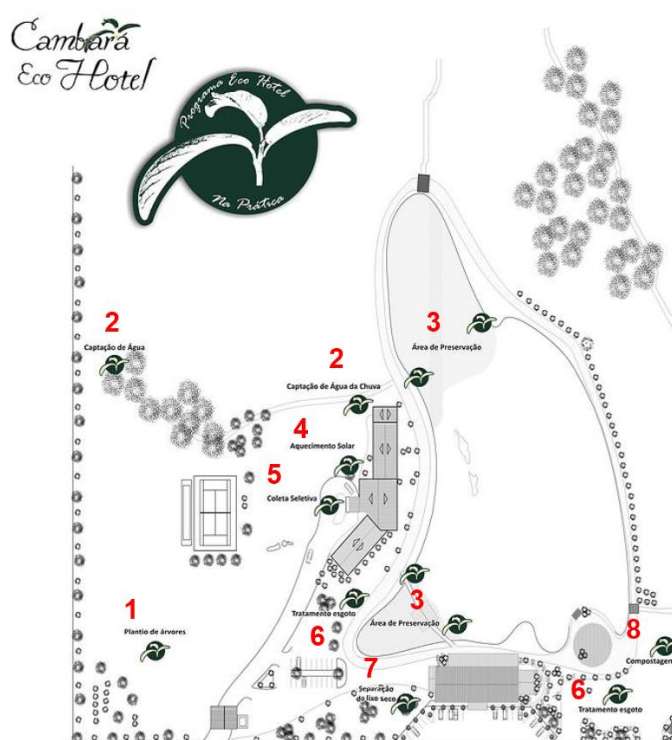 Cambará
Eco Hotel
Programa Eco Hotel
Na Prática
2
Captação de Água
3
Área de Preservação
2
Captação de Água da Chuva
4
Aquecimento Solar
5
Coleta Seletiva
1
Plantio de árvores
Tratamento esgoto
6
3
Área de Preservação
7
Separação
do lixo seco
8
Compostagem
6
Tratamento esgoto